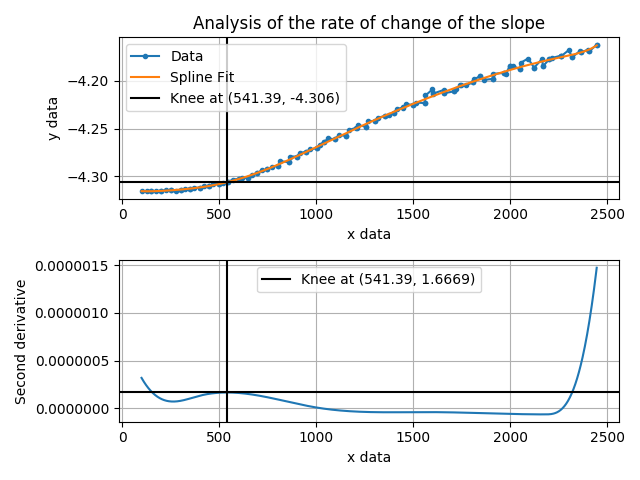 Analysis of the rate of change of the slope
Data
Spline Fit
Knee at (541.39, -4.306)
y data
−4.20
−4.25
−4.30
0 500 1000 1500 2000 2500
x data
Knee at (541.39, 1.6669)
Second derivative
0.0000015
0.0000010
0.0000005
0.0000000
0 500 1000 1500 2000 2500
x data